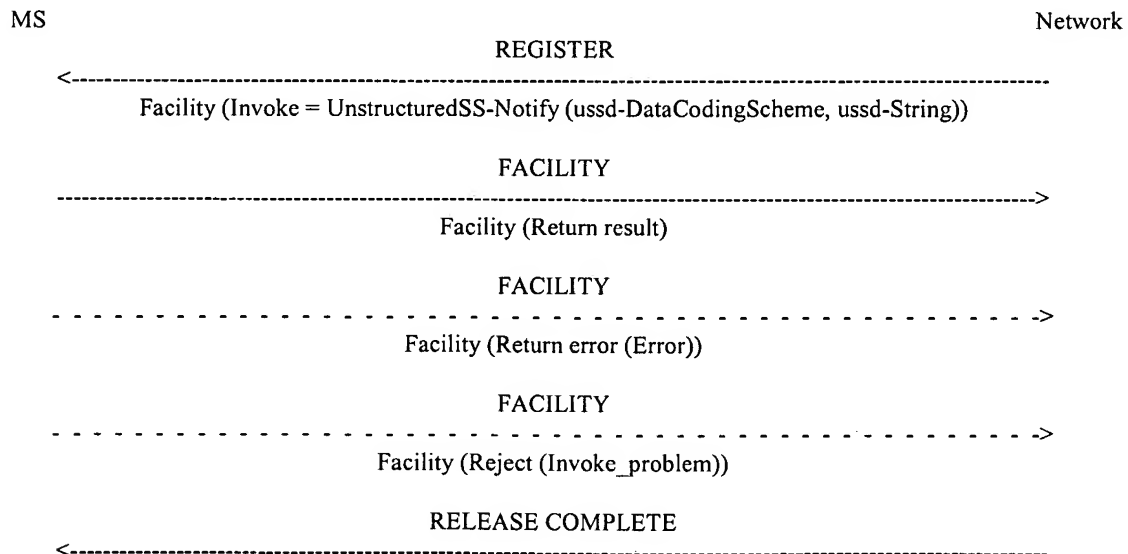 MS Network
REGISTER
Facility (Invoke = UnstructuredSS-Notify (ussd-DataCodingScheme, ussd-String))
FACILITY
Facility (Return result)
FACILITY
Facility (Return error (Error))
FACILITY
Facility (Reject (Invoke_problem))
RELEASE COMPLETE